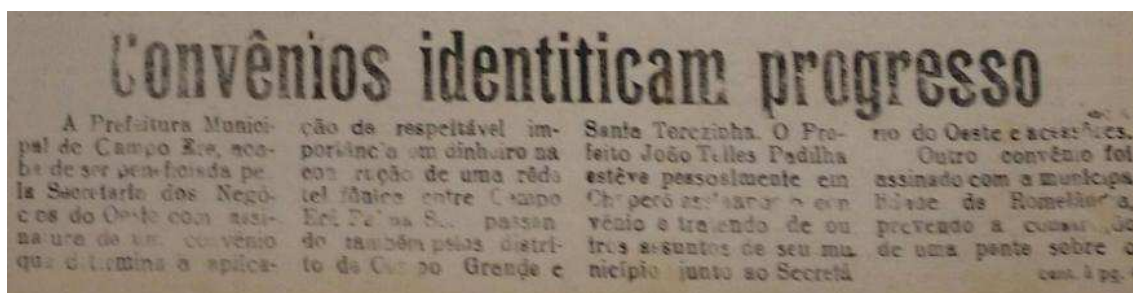 Convênios identificam progresso
A Prefeitura Munici-
pal de Campo Erê, aca-
ba de ser beneficiada pe
la Secretaria dos Negó-
cios do Oeste com assi-
natura de um convênio
que determina a aplica-
ção de respeitável im-
portância em dinheiro na
construção de uma rêde
telefônica entre Campo
Erê, passan
do também pelos distri-
to de Campo Grande e
Santa Terezinha. O Pre-
feito João Telles Padilha
estêve pessoalmente em
Chapecó assinando o con
vênio e tratando de ou
tros assuntos de seu mu
nicípio junto ao Secretá
rio do Oeste e acessôres.
Outro convênio foi
assinado com a municipa
lidade de Romelândia,
prevendo a construção
de uma ponte sobre o
cont. à pg.